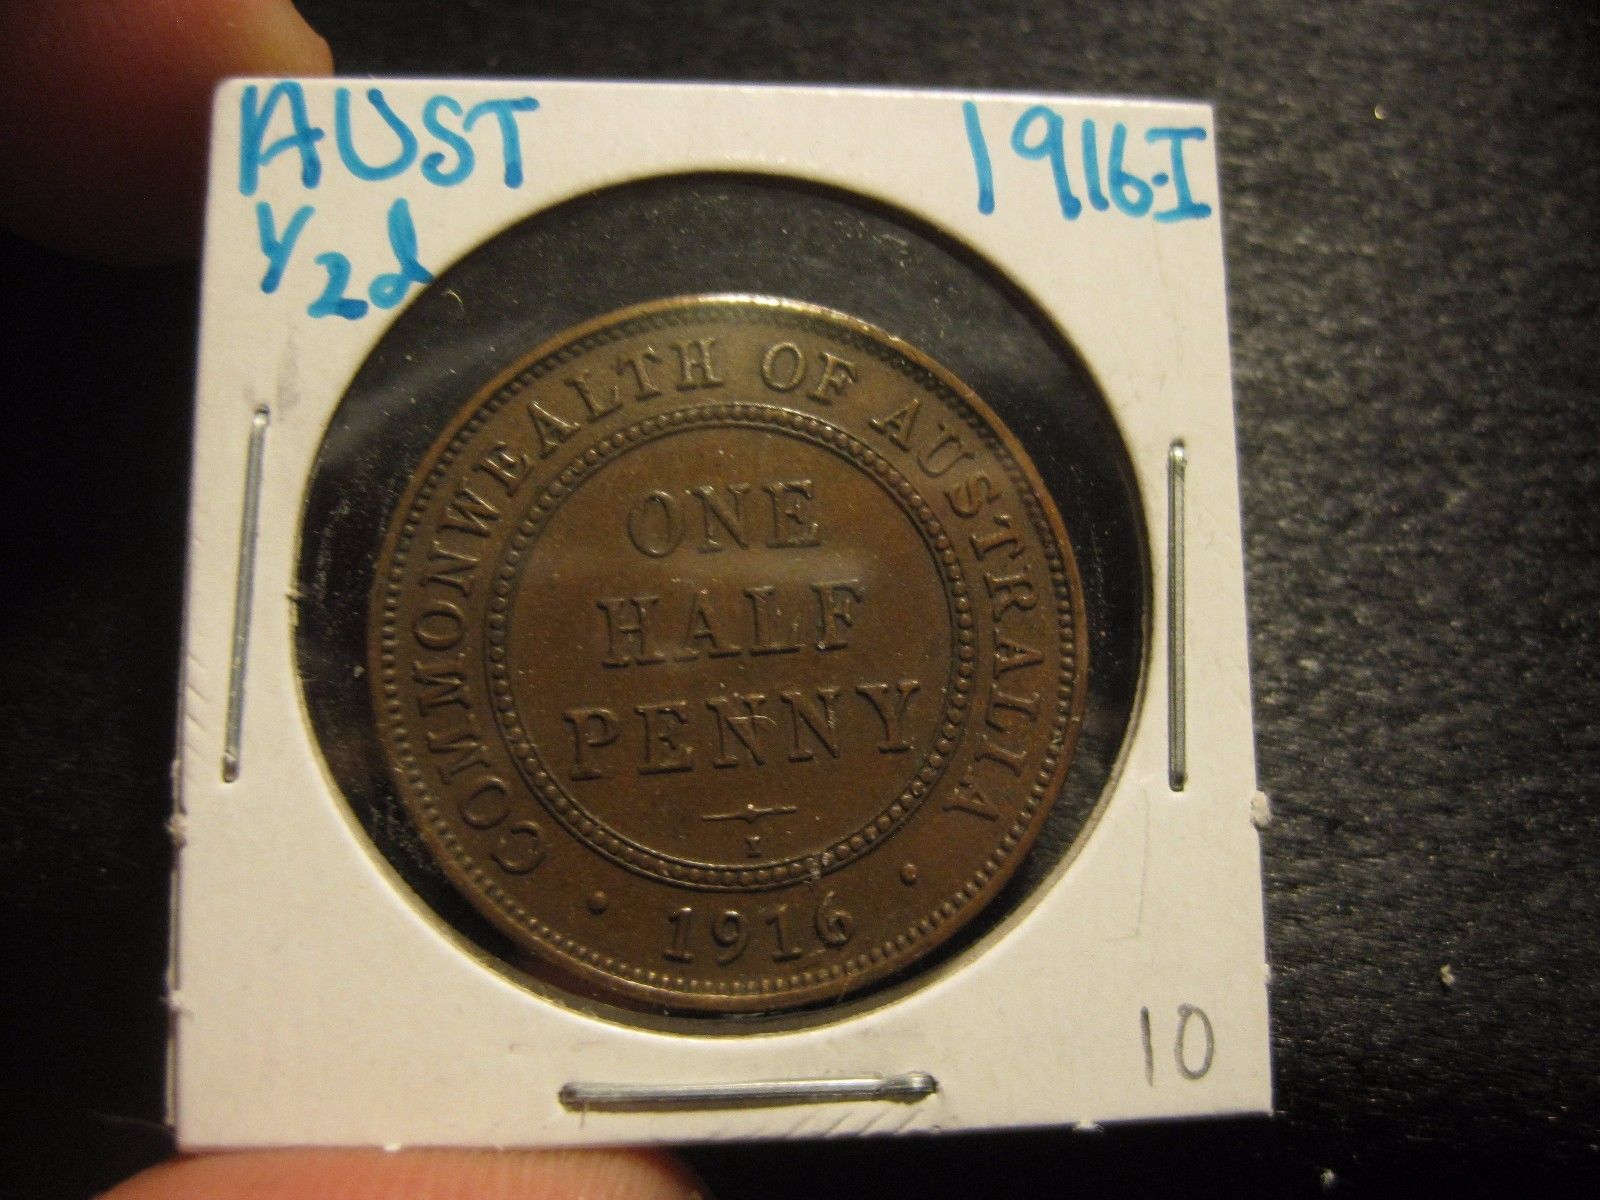 AUST 1916·I
1/2d
COMMONWEALTH OF AUSTRALIA
ONE
HALF
PENNY
I
· 1916 ·
10